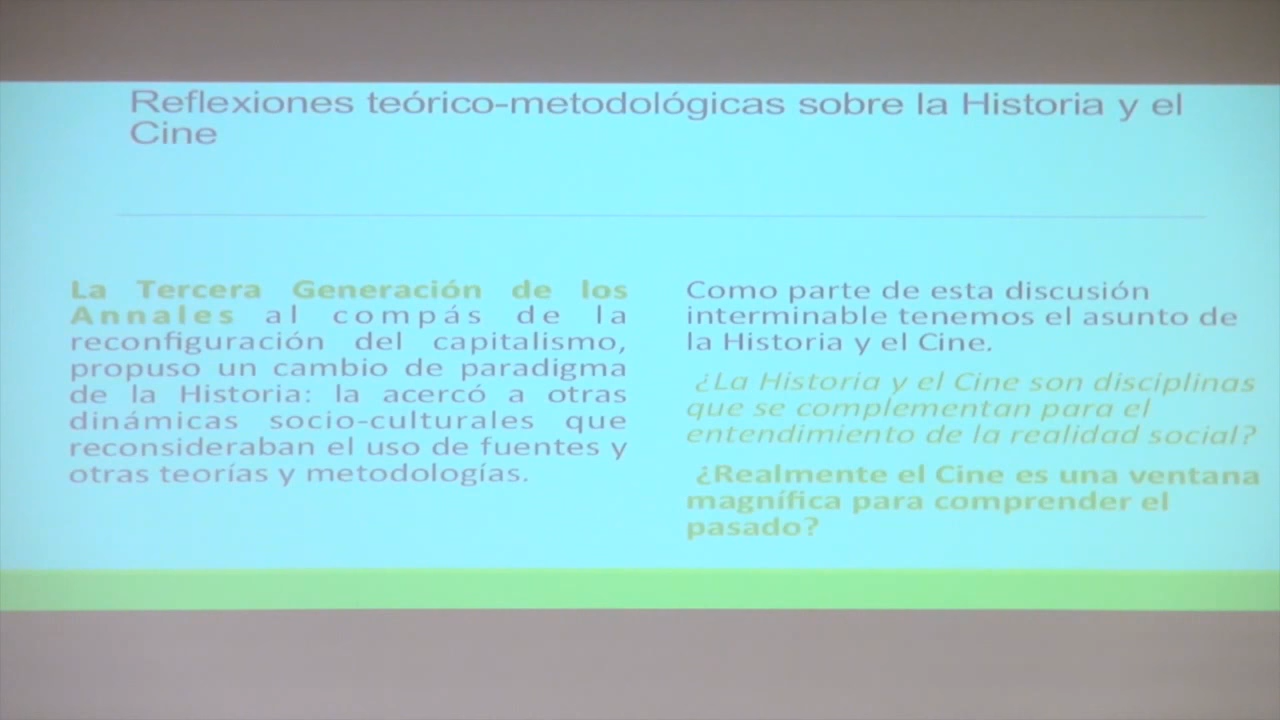 Reflexiones teórico-metodológicas sobre la Historia y el
Cine
La Tercera Generación de los
Annales al compás de la
reconfiguración del capitalismo,
propuso un cambio de paradigma
de la Historia: la acercó a otras
dinámicas socio-culturales que
reconsideraban el uso de fuentes y
otras teorías y metodologías.
Como parte de esta discusión
interminable tenemos el asunto de
la Historia y el Cine.
¿La Historia y el Cine son disciplinas
que se complementan para el
entendimiento de la realidad social?
¿Realmente el Cine es una ventana
magnífica para comprender el
pasado?